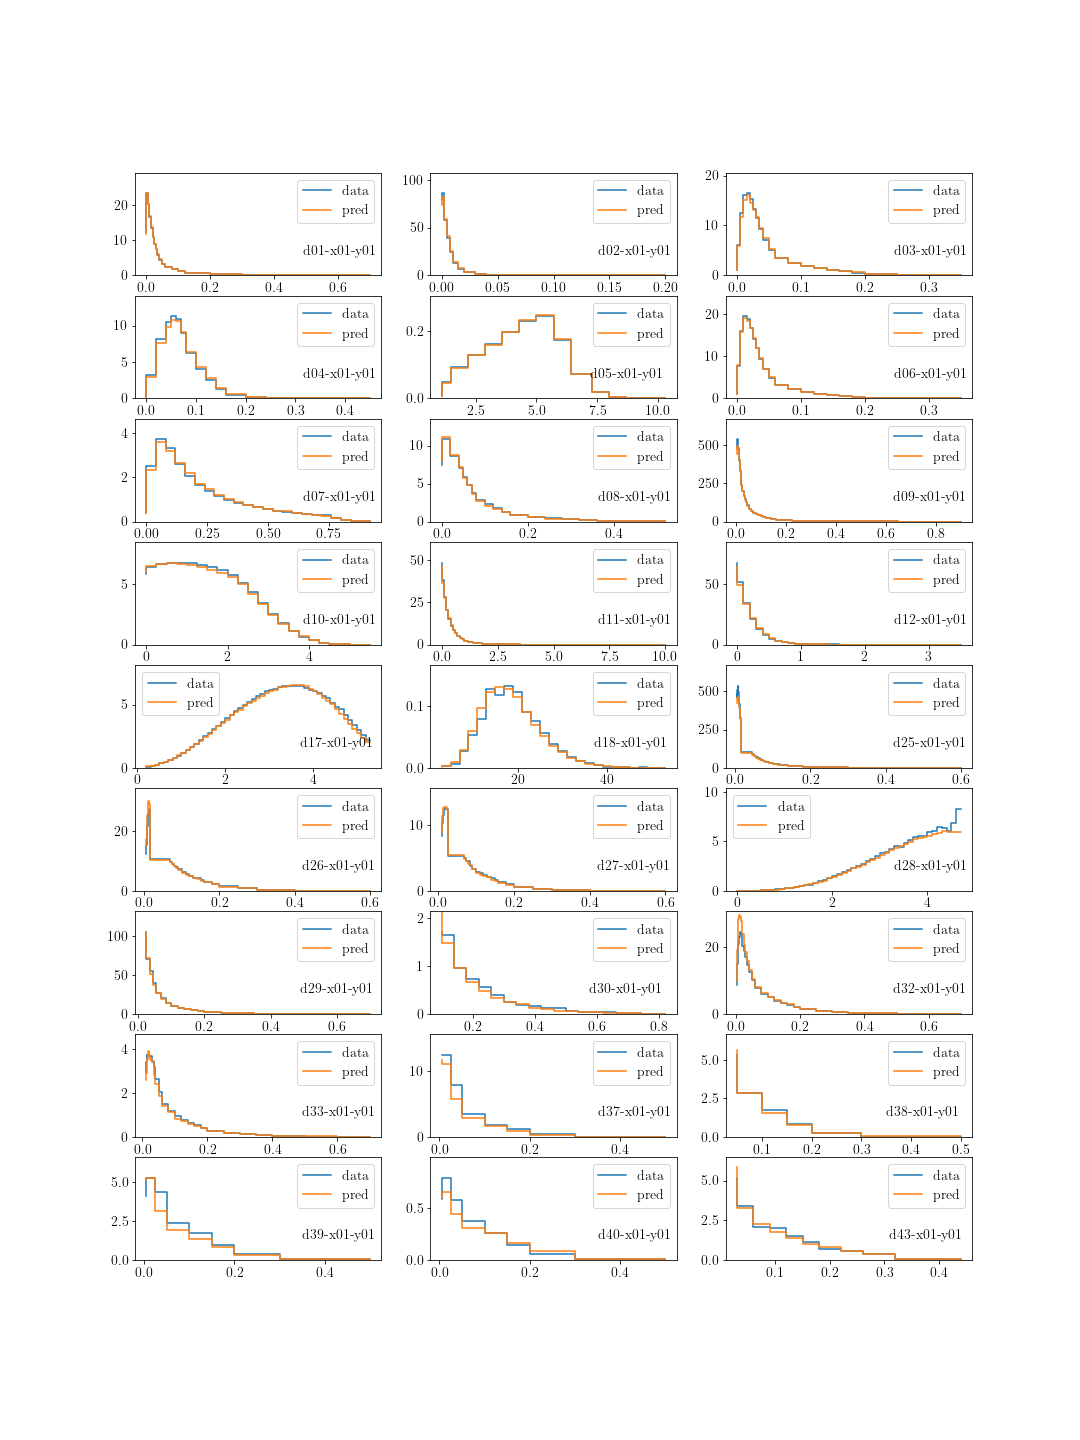 data
pred
d01-x01-y01
0
10
20
0.0 0.2 0.4 0.6
data
pred
d02-x01-y01
0
50
100
0.00 0.05 0.10 0.15 0.20
data
pred
d03-x01-y01
0
5
10
15
20
0.0 0.1 0.2 0.3
data
pred
d04-x01-y01
0
5
10
0.0 0.1 0.2 0.3 0.4
data
pred
d05-x01-y01
0.0
0.2
2.5 5.0 7.5 10.0
data
pred
d06-x01-y01
0
10
20
0.0 0.1 0.2 0.3
data
pred
d07-x01-y01
0
2
4
0.00 0.25 0.50 0.75
data
pred
d08-x01-y01
0
5
10
0.0 0.2 0.4
data
pred
d09-x01-y01
0
250
500
0.0 0.2 0.4 0.6 0.8
data
pred
d10-x01-y01
0
5
0 2 4
data
pred
d11-x01-y01
0
25
50
0.0 2.5 5.0 7.5 10.0
data
pred
d12-x01-y01
0
50
0 1 2 3
data
pred
d17-x01-y01
0
5
0 2 4
data
pred
d18-x01-y01
0.0
0.1
20 40
data
pred
d25-x01-y01
0
250
500
0.0 0.2 0.4 0.6
data
pred
d26-x01-y01
0
20
0.0 0.2 0.4 0.6
data
pred
d27-x01-y01
0
10
0.0 0.2 0.4 0.6
data
pred
d28-x01-y01
0
5
10
0 2 4
data
pred
d29-x01-y01
0
50
100
0.0 0.2 0.4 0.6
data
pred
d30-x01-y01
0
1
2
0.2 0.4 0.6 0.8
data
pred
d32-x01-y01
0
20
0.0 0.2 0.4 0.6
data
pred
d33-x01-y01
0
2
4
0.0 0.2 0.4 0.6
data
pred
d37-x01-y01
0
10
0.0 0.2 0.4
data
pred
d38-x01-y01
0.0
2.5
5.0
0.1 0.2 0.3 0.4 0.5
data
pred
d39-x01-y01
0.0
2.5
5.0
0.0 0.2 0.4
data
pred
d40-x01-y01
0.0
0.5
0.0 0.2 0.4
data
pred
d43-x01-y01
0.0
2.5
5.0
0.1 0.2 0.3 0.4